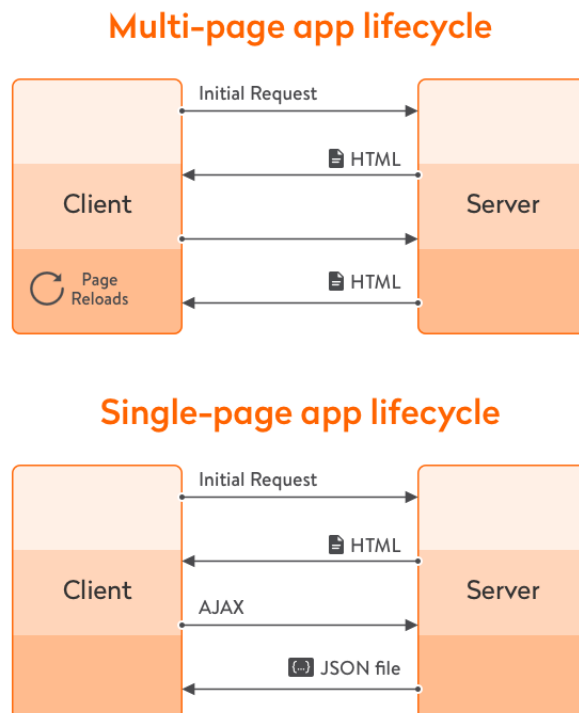 Multi-page app lifecycle
Initial Request
HTML
Client
Server
Page
Reloads
HTML
Single-page app lifecycle
Initial Request
HTML
Client
Server
AJAX
{...} JSON file